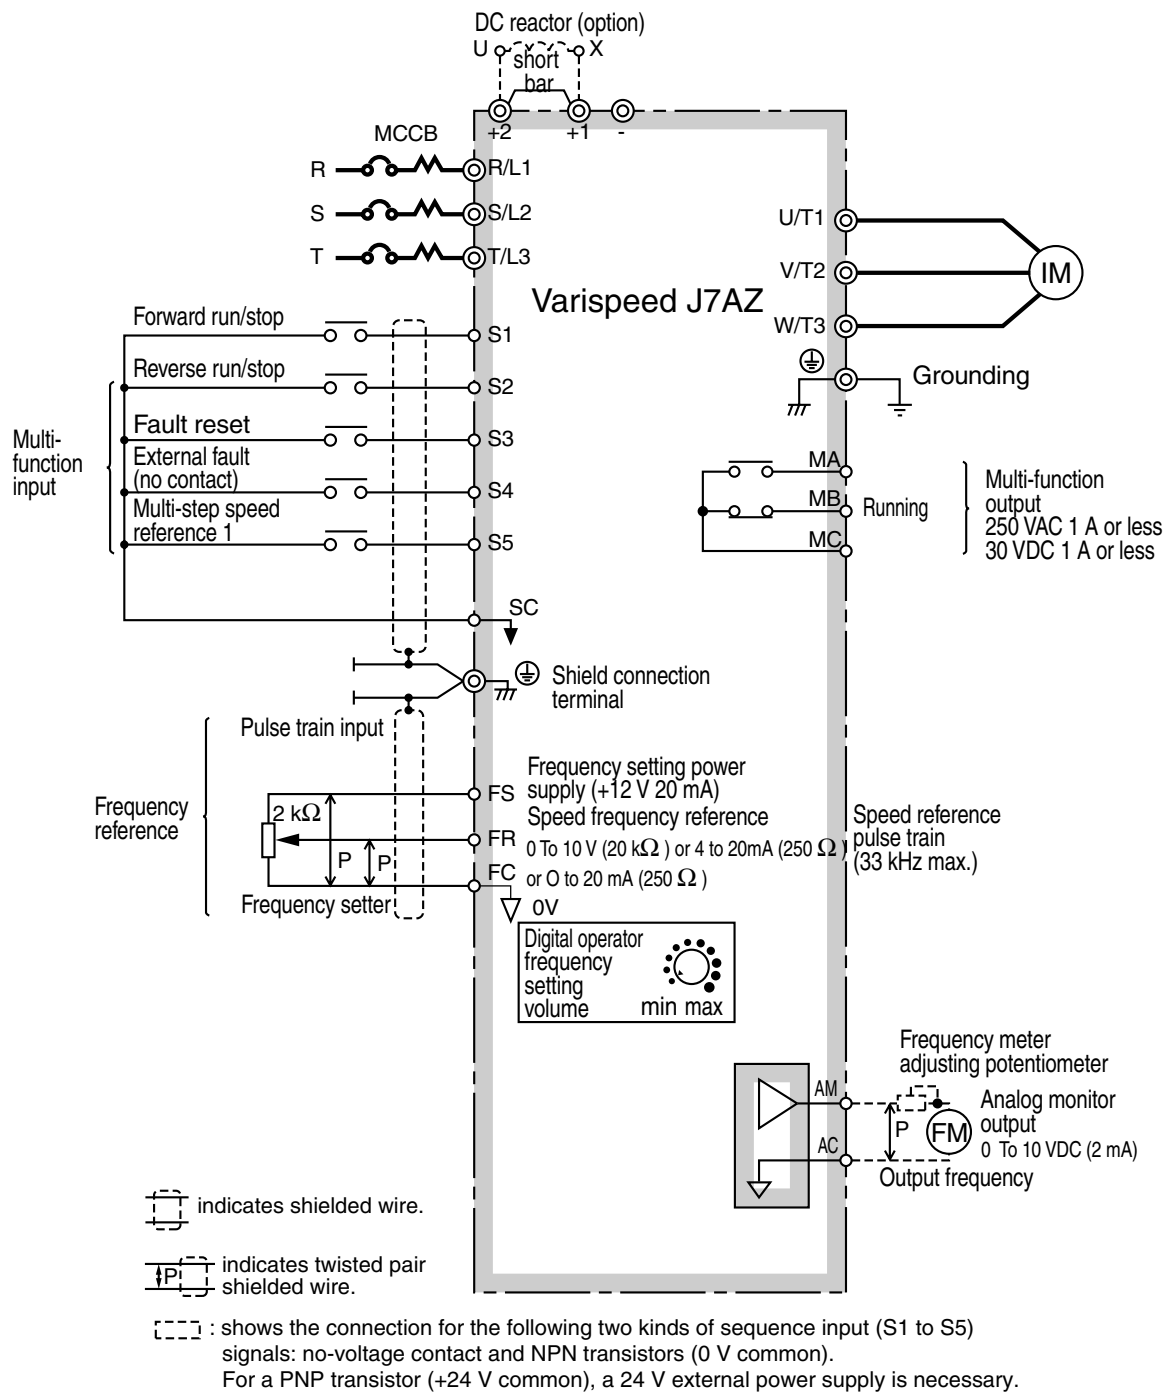 DC reactor (option)
U X
short
bar
+2 +1 -
MCCB
R R/L1
S S/L2
T T/L3
U/T1
V/T2
W/T3
IM
Varispeed J7AZ
Grounding
Forward run/stop
S1
Reverse run/stop
S2
Fault reset
S3
External fault
(no contact)
S4
Multi-step speed
reference 1
S5
Multi-
function
input
SC
MA
MB
MC
Running
Multi-function
output
250 VAC 1 A or less
30 VDC 1 A or less
Shield connection
terminal
Pulse train input
Frequency
reference
2 kΩ
P P
Frequency setter
FS
FR
FC
Frequency setting power
supply (+12 V 20 mA)
Speed frequency reference
0 To 10 V (20 kΩ ) or 4 to 20mA (250 Ω )
or O to 20 mA (250 Ω )
0V
Speed reference
pulse train
(33 kHz max.)
Digital operator
frequency
setting
volume
min max
Frequency meter
adjusting potentiometer
AM
AC
P
FM
Analog monitor
output
0 To 10 VDC (2 mA)
Output frequency
indicates shielded wire.
P
indicates twisted pair
shielded wire.
: shows the connection for the following two kinds of sequence input (S1 to S5)
signals: no-voltage contact and NPN transistors (0 V common).
For a PNP transistor (+24 V common), a 24 V external power supply is necessary.